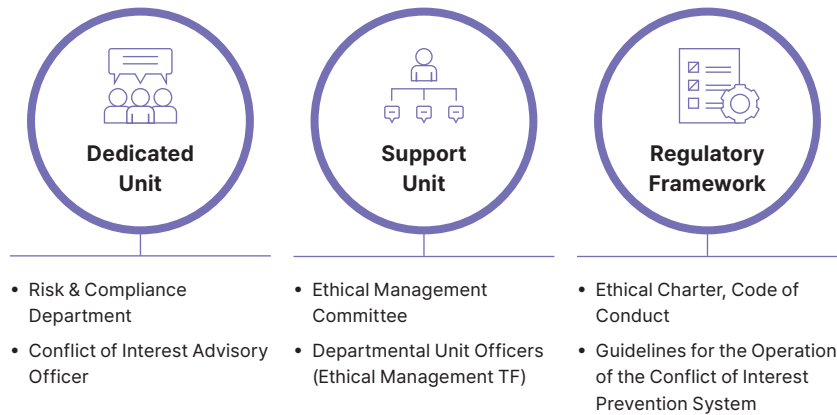 Dedicated
Unit
• Risk & Compliance
Department
• Conflict of Interest Advisory
Officer
Support
Unit
• Ethical Management
Committee
• Departmental Unit Officers
(Ethical Management TF)
Regulatory
Framework
• Ethical Charter, Code of
Conduct
• Guidelines for the Operation
of the Conflict of Interest
Prevention System